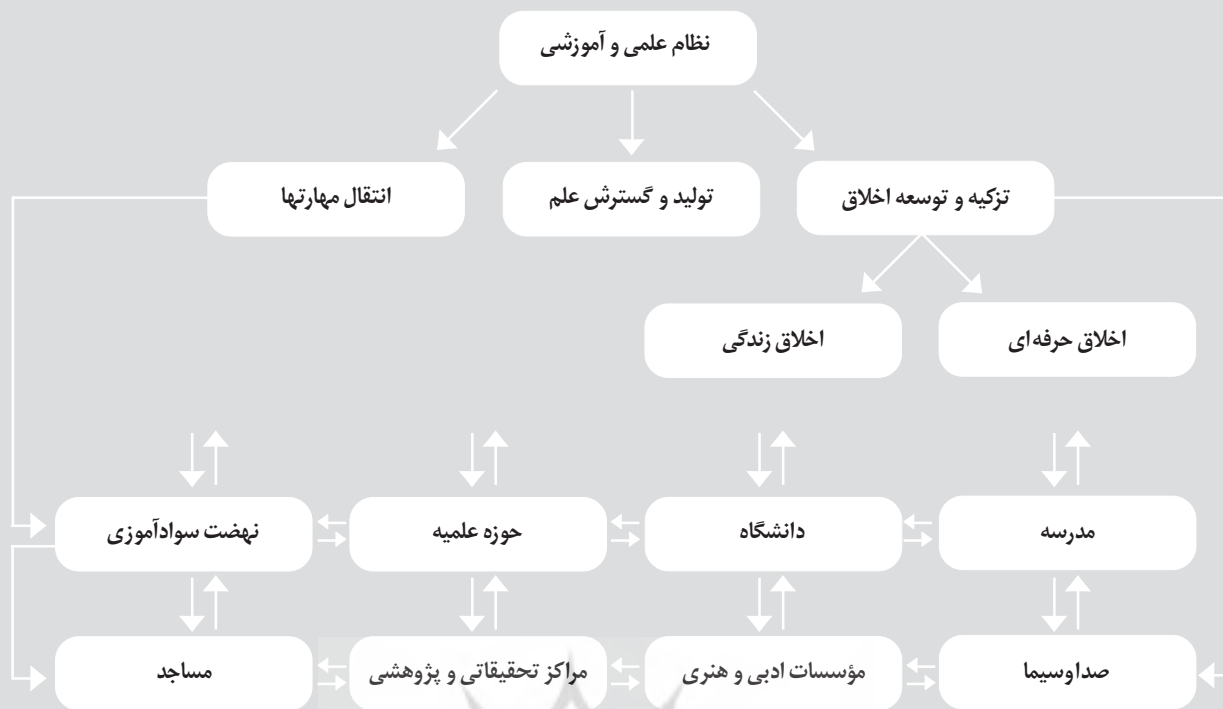 نظام علمی و آموزشی
تزکیه و توسعه اخلاق
تولید و گسترش علم
انتقال مهارتها
اخلاق حرفه‌ای
اخلاق زندگی
مدرسه
دانشگاه
حوزه علمیه
نهضت سوادآموزی
صداوسیما
مؤسسات ادبی و هنری
مراکز تحقیقاتی و پژوهشی
مساجد